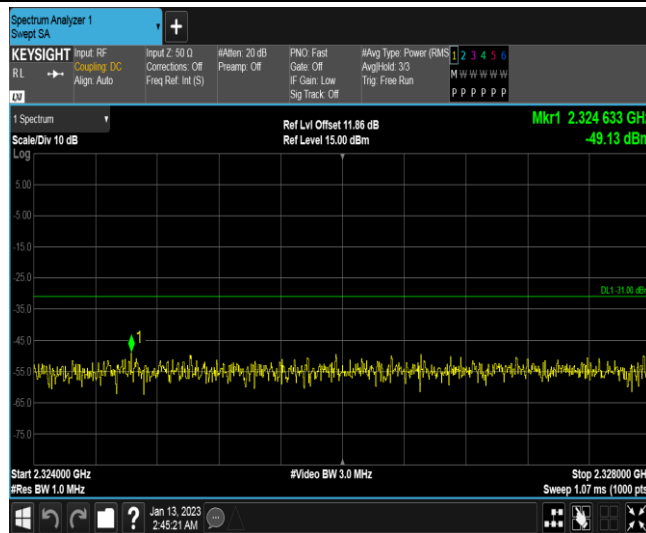 Spectrum Analyzer 1
Swept SA
+
KEYSIGHT
RL
Input: RF
Coupling: DC
Align: Auto
Input Z: 50 Ω
Corrections: Off
Freq Ref: Int (S)
#Atten: 20 dB
Preamp: Off
PNO: Fast
Gate: Off
IF Gain: Low
Sig Track: Off
#Avg Type: Power (RMS
Avg|Hold: 3/3
Trig: Free Run
1 2 3 4 5 6
M W W W W W
P P P P P P
1 Spectrum
Scale/Div 10 dB
Log
Ref Lvl Offset 11.86 dB
Ref Level 15.00 dBm
Mkr1 2.324 633 GHz
-49.13 dBm
5.00
-5.00
-15.0
-25.0
DL1 -31.00 dBm
-35.0
1
-45.0
-55.0
-65.0
-75.0
Start 2.324000 GHz
#Res BW 1.0 MHz
#Video BW 3.0 MHz
Stop 2.328000 GHz
Sweep 1.07 ms (1000 pts)
?
Jan 13, 2023
2:45:21 AM